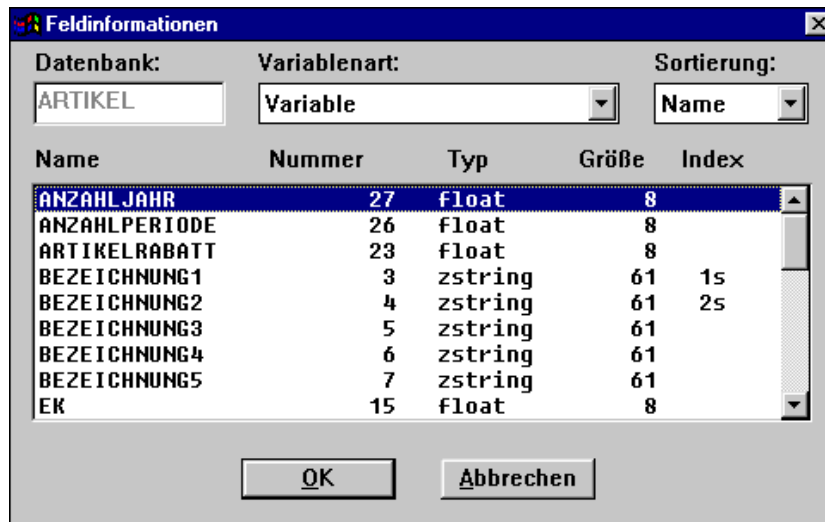 Feldinformationen
Datenbank: Variablenart: Sortierung:
ARTIKEL Variable Name
Name Nummer Typ Größe Index
ANZAHLJAHR 27 float 8
ANZAHLPERIODE 26 float 8
ARTIKELRABATT 23 float 8
BEZEICHNUNG1 3 zstring 61 1s
BEZEICHNUNG2 4 zstring 61 2s
BEZEICHNUNG3 5 zstring 61
BEZEICHNUNG4 6 zstring 61
BEZEICHNUNG5 7 zstring 61
EK 15 float 8
OK Abbrechen